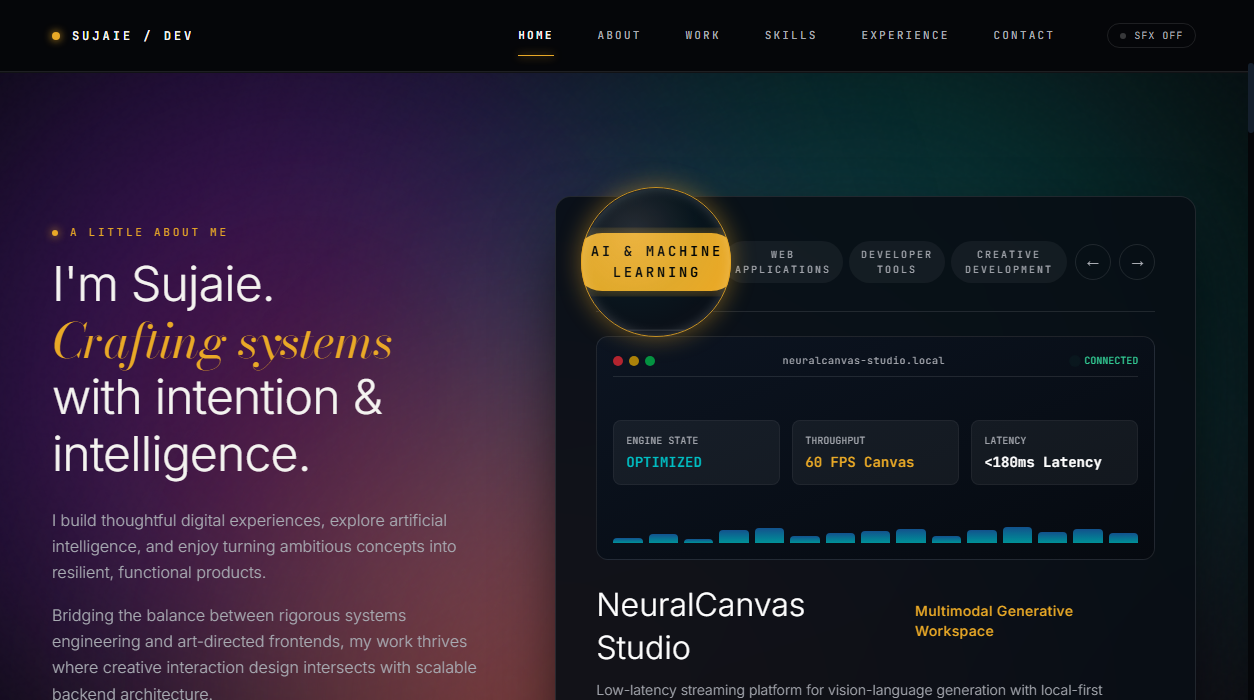 SUJAIE / DEV
HOME
ABOUT
WORK
SKILLS
EXPERIENCE
CONTACT
SFX OFF
A LITTLE ABOUT ME
I'm Sujaie.
Crafting systems
with intention &
intelligence.
I build thoughtful digital experiences, explore artificial
intelligence, and enjoy turning ambitious concepts into
resilient, functional products.
Bridging the balance between rigorous systems
engineering and art-directed frontends, my work thrives
where creative interaction design intersects with scalable
backend architecture.
AI & MACHINE
LEARNING
WEB
APPLICATIONS
DEVELOPER
TOOLS
CREATIVE
DEVELOPMENT
← →
neuralcanvas-studio.local
CONNECTED
ENGINE STATE
OPTIMIZED
THROUGHPUT
60 FPS Canvas
LATENCY
<180ms Latency
NeuralCanvas
Studio
Multimodal Generative
Workspace
Low-latency streaming platform for vision-language generation with local-first